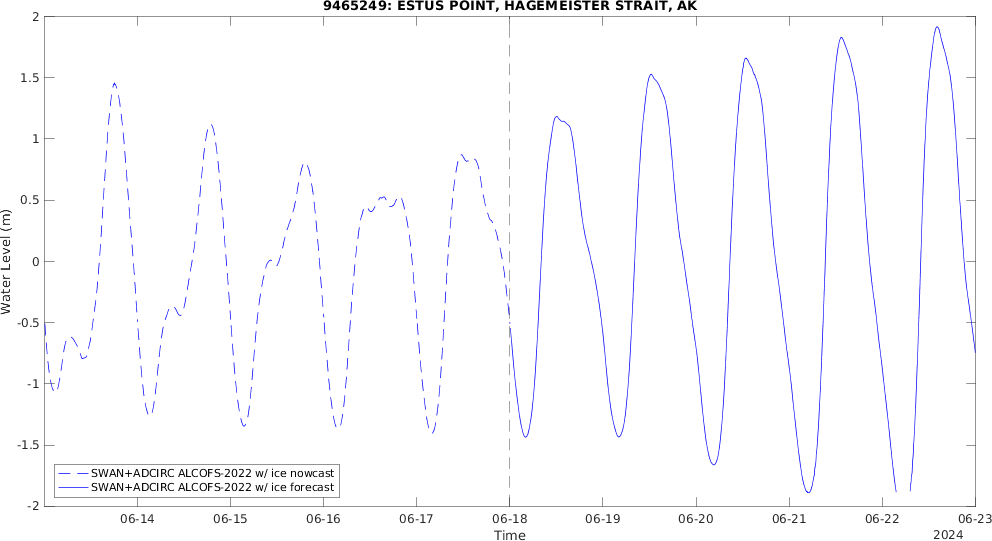 9465249: ESTUS POINT, HAGEMEISTER STRAIT, AK
2
1.5
1
0.5
0
-0.5
-1
-1.5
-2
Water Level (m)
SWAN+ADCIRC ALCOFS-2022 w/ ice nowcast
SWAN+ADCIRC ALCOFS-2022 w/ ice forecast
06-14 06-15 06-16 06-17 06-18 06-19 06-20 06-21 06-22 06-23
Time
2024